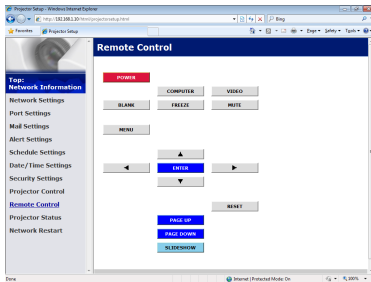 Projector Setup - Windows Internet Explorer
http://192.168.1.10/html/projectorsetup.html
Bing
Favorites Projector Setup
Page Safety Tools
Top:
Network Information
Network Settings
Port Settings
Mail Settings
Alert Settings
Schedule Settings
Date/Time Settings
Security Settings
Projector Control
Remote Control
Projector Status
Network Restart
Remote Control
POWER
COMPUTER VIDEO
BLANK FREEZE MUTE
MENU
▲
◄ ENTER ►
▼
RESET
PAGE UP
PAGE DOWN
SLIDESHOW
Done Internet | Protected Mode: On 100%